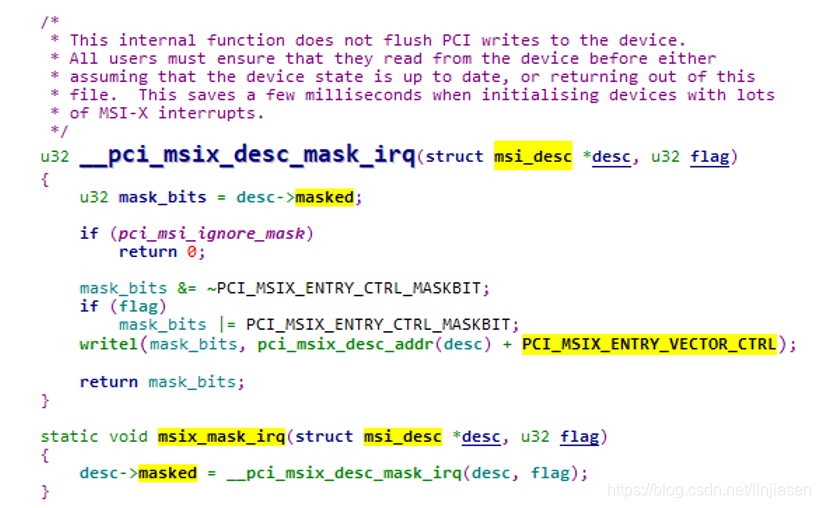 /*
 * This internal function does not flush PCI writes to the device.
 * All users must ensure that they read from the device before either
 * assuming that the device state is up to date, or returning out of this
 * file.  This saves a few milliseconds when initialising devices with lots
 * of MSI-X interrupts.
 */
u32 __pci_msix_desc_mask_irq(struct msi_desc *desc, u32 flag)
{
    u32 mask_bits = desc->masked;

    if (pci_msi_ignore_mask)
        return 0;

    mask_bits &= ~PCI_MSIX_ENTRY_CTRL_MASKBIT;
    if (flag)
        mask_bits |= PCI_MSIX_ENTRY_CTRL_MASKBIT;
    writel(mask_bits, pci_msix_desc_addr(desc) + PCI_MSIX_ENTRY_VECTOR_CTRL);

    return mask_bits;
}

static void msix_mask_irq(struct msi_desc *desc, u32 flag)
{
    desc->masked = __pci_msix_desc_mask_irq(desc, flag);
}
https://blog.csdn.net/linjiasen